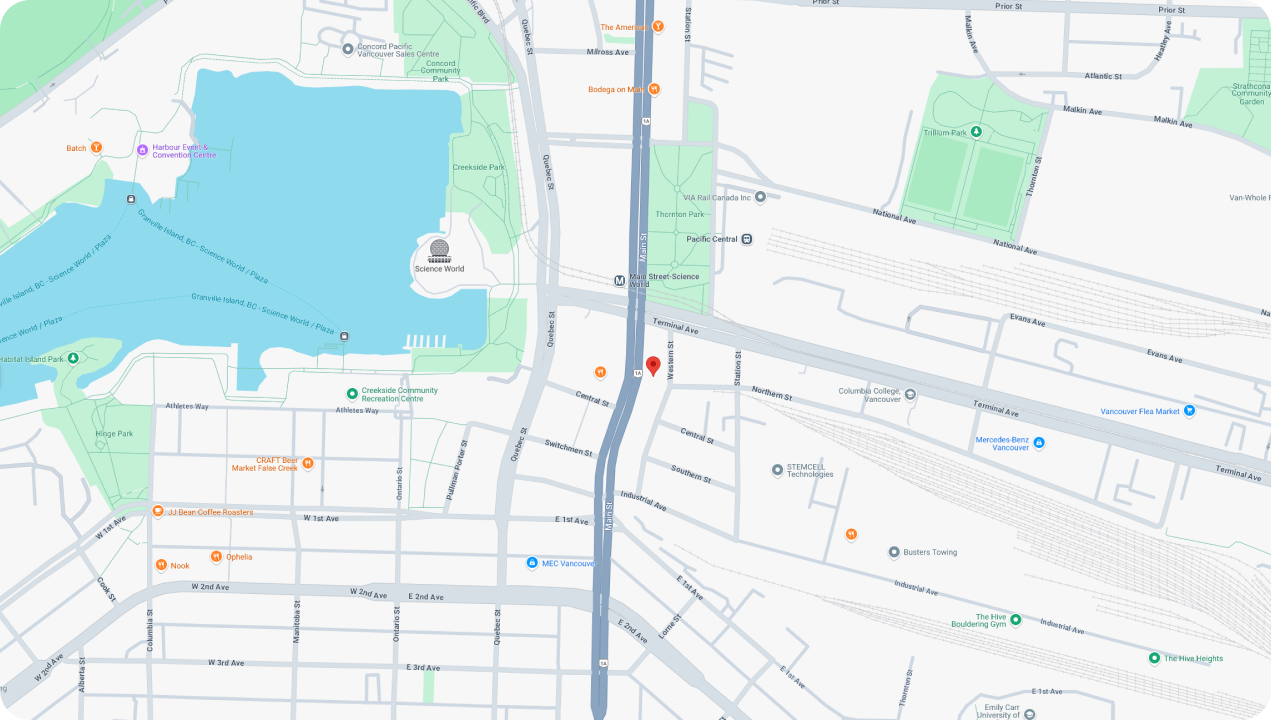 Prior St
Prior St
Pacific Blvd
Quebec St
The American
Station St
Malkin Ave
Heatley Ave
Concord Pacific
Vancouver Sales Centre
Milross Ave
Concord
Community
Park
Atlantic St
Bodega on Main
Strathcona
Community
Garden
1A
Malkin Ave
Malkin Ave
Trillium Park
Batch
Harbour Event &
Convention Centre
Creekside Park
Quebec St
Thornton St
VIA Rail Canada Inc
Van-Whole P
Thornton Park
National Ave
Granville Island, BC - Science World / Plaza
Main St
Pacific Central
National Ave
Science World
M
Main Street-Science
World
Granville Island, BC - Science World / Plaza
Granville Island, BC - Science World / Plaza
Science World / Plaza
Na
Terminal Ave
Evans Ave
Quebec St
Habitat Island Park
Western St
Station St
Evans Ave
1A
Creekside Community
Recreation Centre
Central St
Northern St
Columbia College,
Vancouver
Athletes Way
Athletes Way
Terminal Ave
Vancouver Flea Market
Hinge Park
Quebec St
Switchmen St
Central St
Mercedes-Benz
Vancouver
CRAFT Beer
Market False Creek
Ontario St
Pullman Porter St
Southern St
STEMCELL
Technologies
Terminal Ave
W 1st Ave
JJ Bean Coffee Roasters
W 1st Ave
E 1st Ave
Main St
Industrial Ave
Nook
Ophelia
MEC Vancouver
Busters Towing
Cook St
W 2nd Ave
W 2nd Ave
E 2nd Ave
E 1st Ave
Industrial Ave
Columbia St
Manitoba St
Ontario St
Quebec St
E 2nd Ave
Lorne St
The Hive
Bouldering Gym
Industrial Ave
W 2nd Ave
Alberta St
W 3rd Ave
E 3rd Ave
1A
E 1st Ave
Thornton St
The Hive Heights
ng
E 1st Ave
Emily Carr
University of